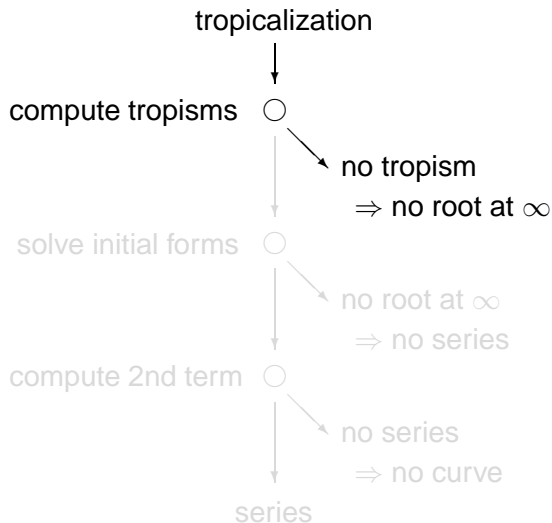 tropicalization
compute tropisms
no tropism
⇒ no root at ∞
solve initial forms
no root at ∞
⇒ no series
compute 2nd term
no series
⇒ no curve
series